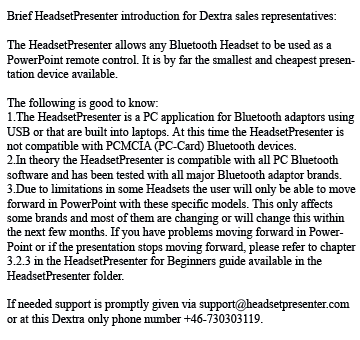 Brief HeadsetPresenter introduction for Dextra sales representatives:

The HeadsetPresenter allows any Bluetooth Headset to be used as a
PowerPoint remote control. It is by far the smallest and cheapest presen-
tation device available.

The following is good to know:
1.The HeadsetPresenter is a PC application for Bluetooth adaptors using
USB or that are built into laptops. At this time the HeadsetPresenter is
not compatible with PCMCIA (PC-Card) Bluetooth devices.
2.In theory the HeadsetPresenter is compatible with all PC Bluetooth
software and has been tested with all major Bluetooth adaptor brands.
3.Due to limitations in some Headsets the user will only be able to move
forward in PowerPoint with these specific models. This only affects
some brands and most of them are changing or will change this within
the next few months. If you have problems moving forward in Power-
Point or if the presentation stops moving forward, please refer to chapter
3.2.3 in the HeadsetPresenter for Beginners guide available in the
HeadsetPresenter folder.

If needed support is promptly given via support@headsetpresenter.com
or at this Dextra only phone number +46-730303119.